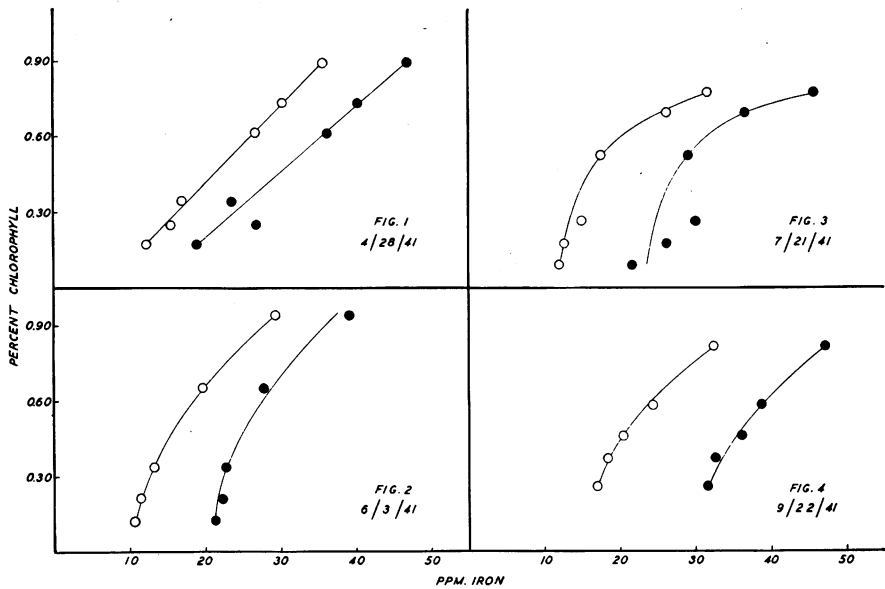 PERCENT CHLOROPHYLL
0.90
0.60
0.30
FIG. 1
4/28/41
FIG. 3
7/21/41
0.90
0.60
0.30
FIG. 2
6/3/41
FIG. 4
9/22/41
10 20 30 40 50
10 20 30 40 50
PPM. IRON